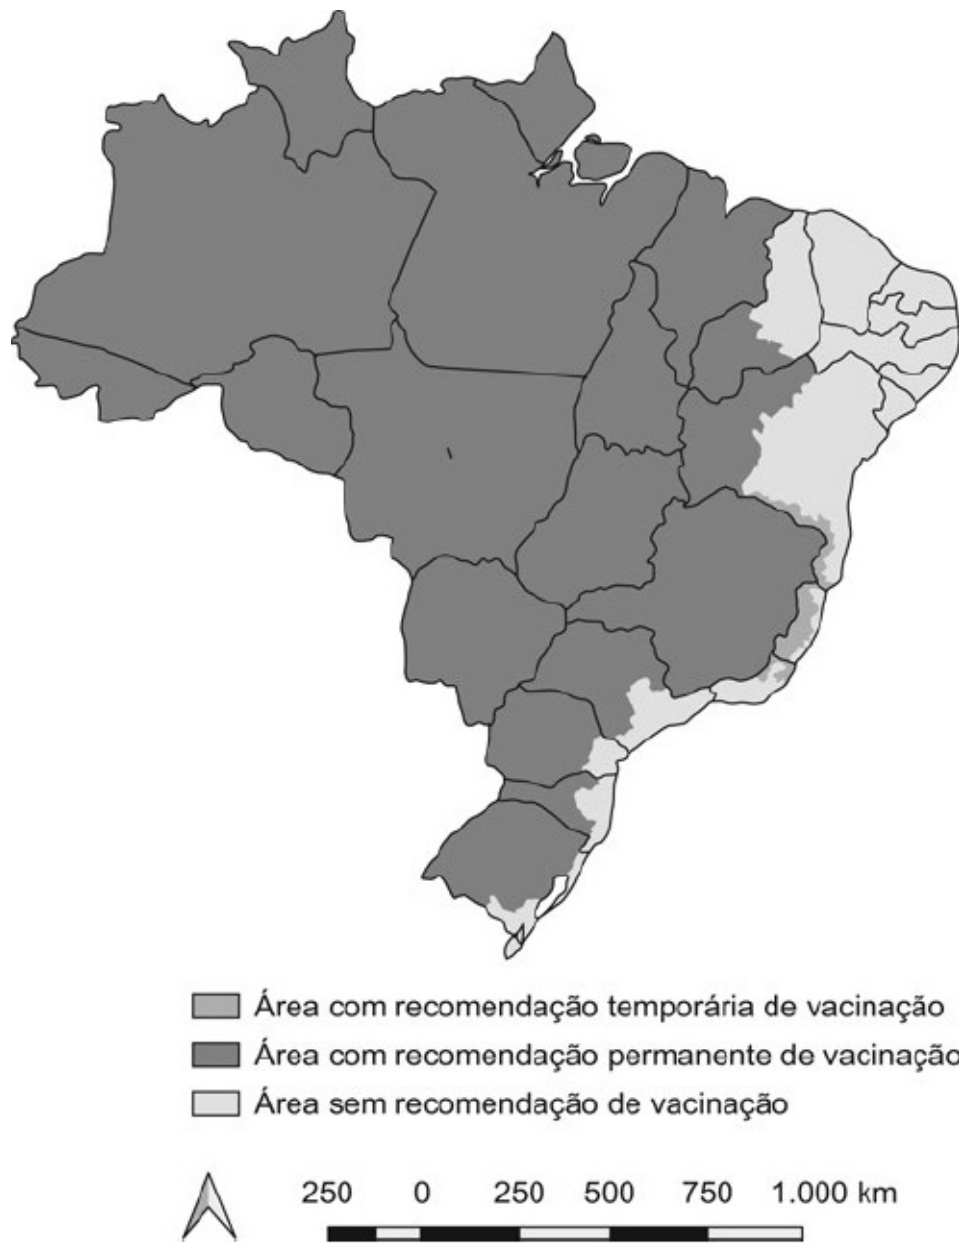 Área com recomendação temporária de vacinação
Área com recomendação permanente de vacinação
Área sem recomendação de vacinação
250 0 250 500 750 1.000 km